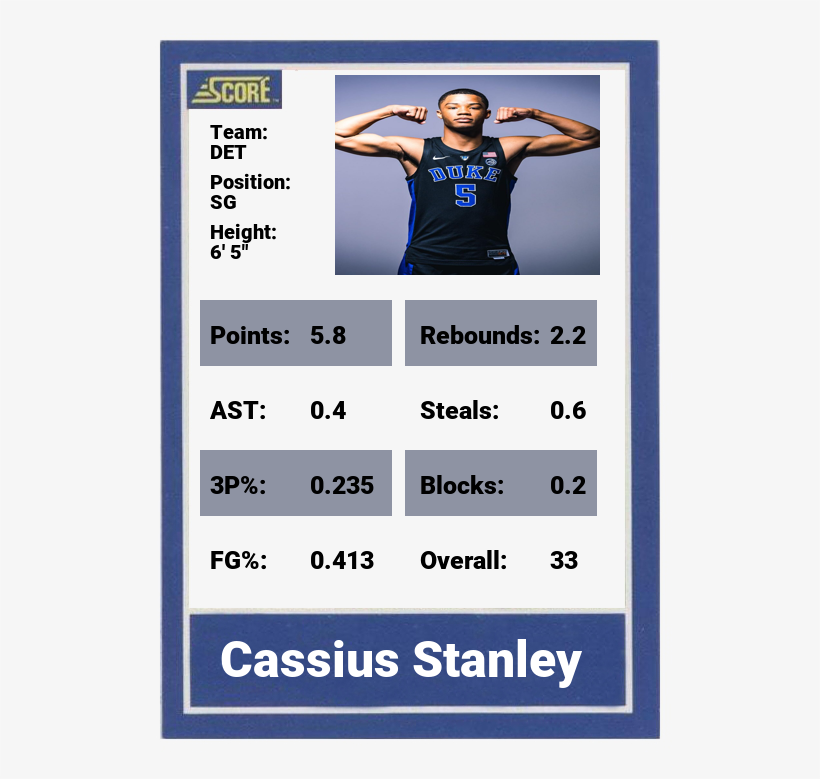 SCORE™
Team:
DET
Position:
SG
Height:
6' 5"
DUKE
5
Points: 5.8
Rebounds: 2.2
AST: 0.4
Steals: 0.6
3P%: 0.235
Blocks: 0.2
FG%: 0.413
Overall: 33
Cassius Stanley